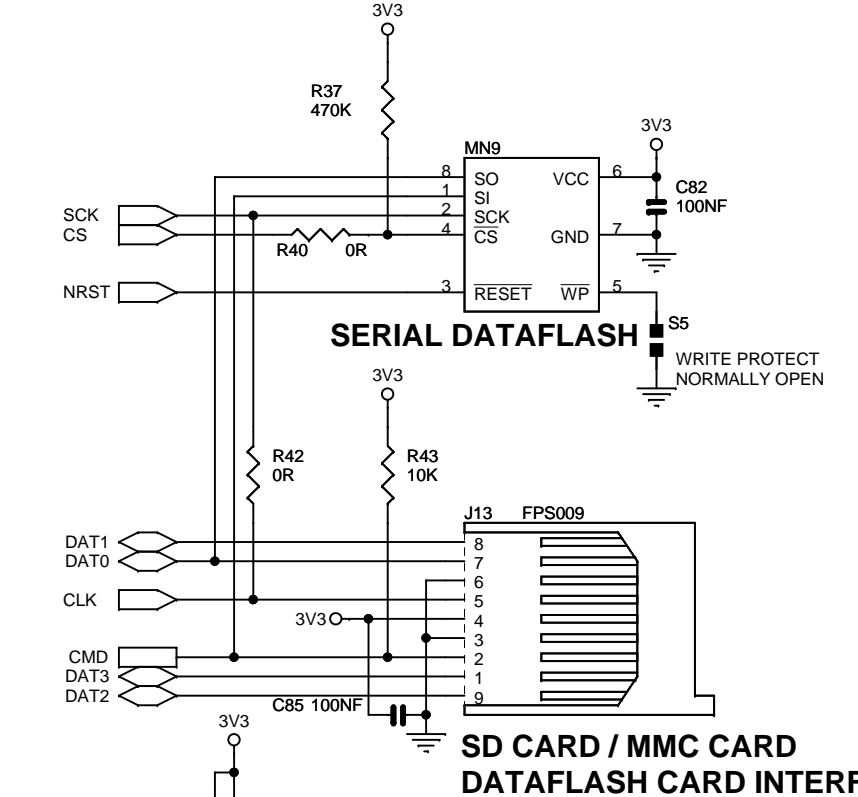 3V3
R37
470K
3V3
MN9
8 SO VCC 6
1 SI
C82
100NF
SCK
2 SCK
CS
R40 0R
4 CS GND 7
NRST
3 RESET WP 5
SERIAL DATAFLASH
S5
WRITE PROTECT
NORMALLY OPEN
3V3
R42
0R
R43
10K
J13 FPS009
DAT1 8
DAT0 7
6
CLK 5
3V3 4
3
CMD 2
DAT3 1
DAT2 9
C85 100NF
3V3
SD CARD / MMC CARD
DATAFLASH CARD INTERF